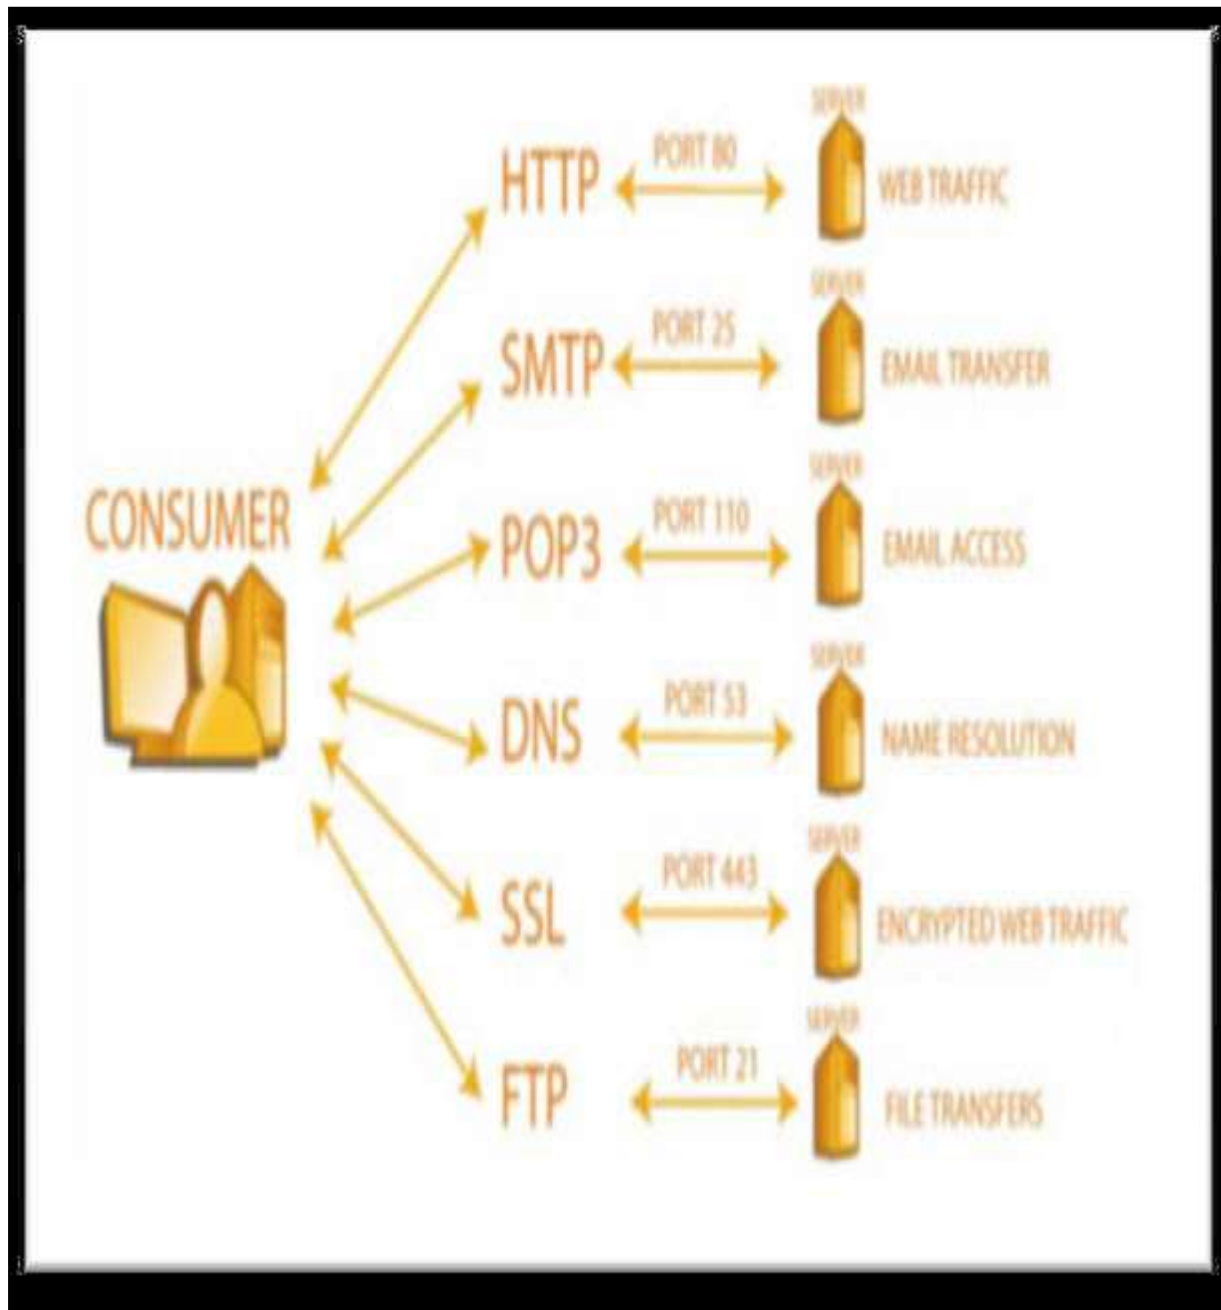 CONSUMER
HTTP
PORT 80
SERVER
WEB TRAFFIC
SMTP
PORT 25
SERVER
EMAIL TRANSFER
POP3
PORT 110
SERVER
EMAIL ACCESS
DNS
PORT 53
SERVER
NAME RESOLUTION
SSL
PORT 443
SERVER
ENCRYPTED WEB TRAFFIC
FTP
PORT 21
SERVER
FILE TRANSFERS